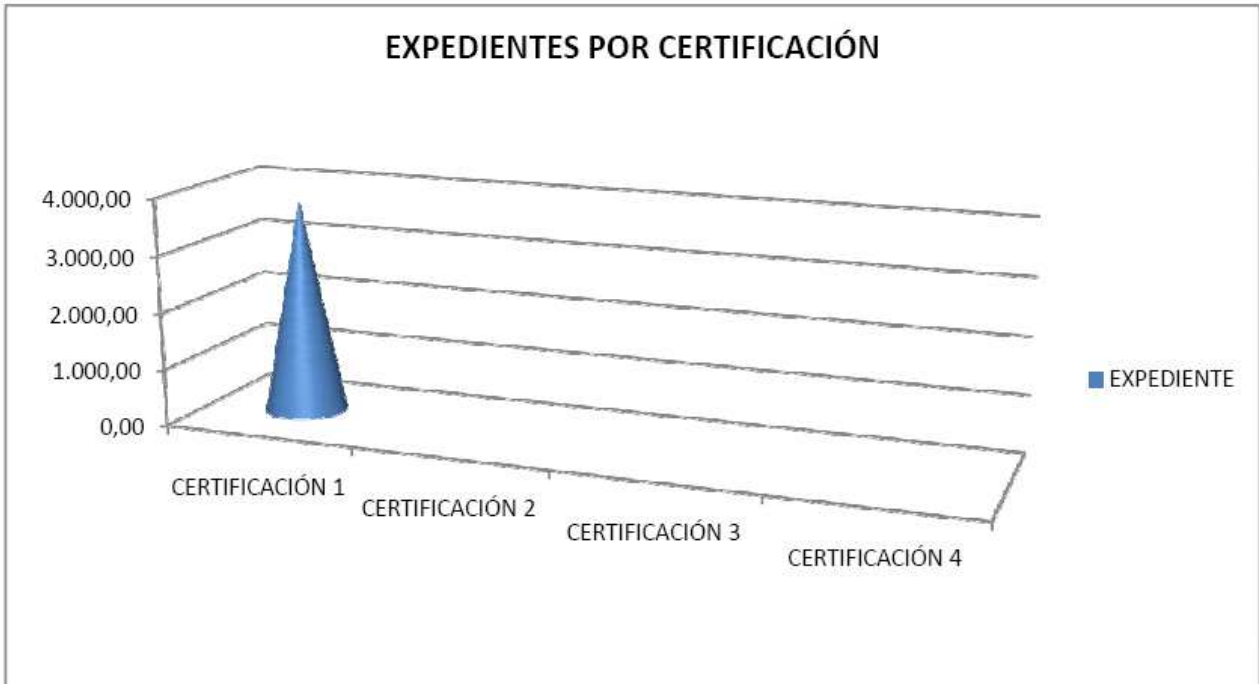 EXPEDIENTES POR CERTIFICACIÓN
4.000,00
3.000,00
2.000,00
1.000,00
0,00
CERTIFICACIÓN 1
CERTIFICACIÓN 2
CERTIFICACIÓN 3
CERTIFICACIÓN 4
EXPEDIENTE